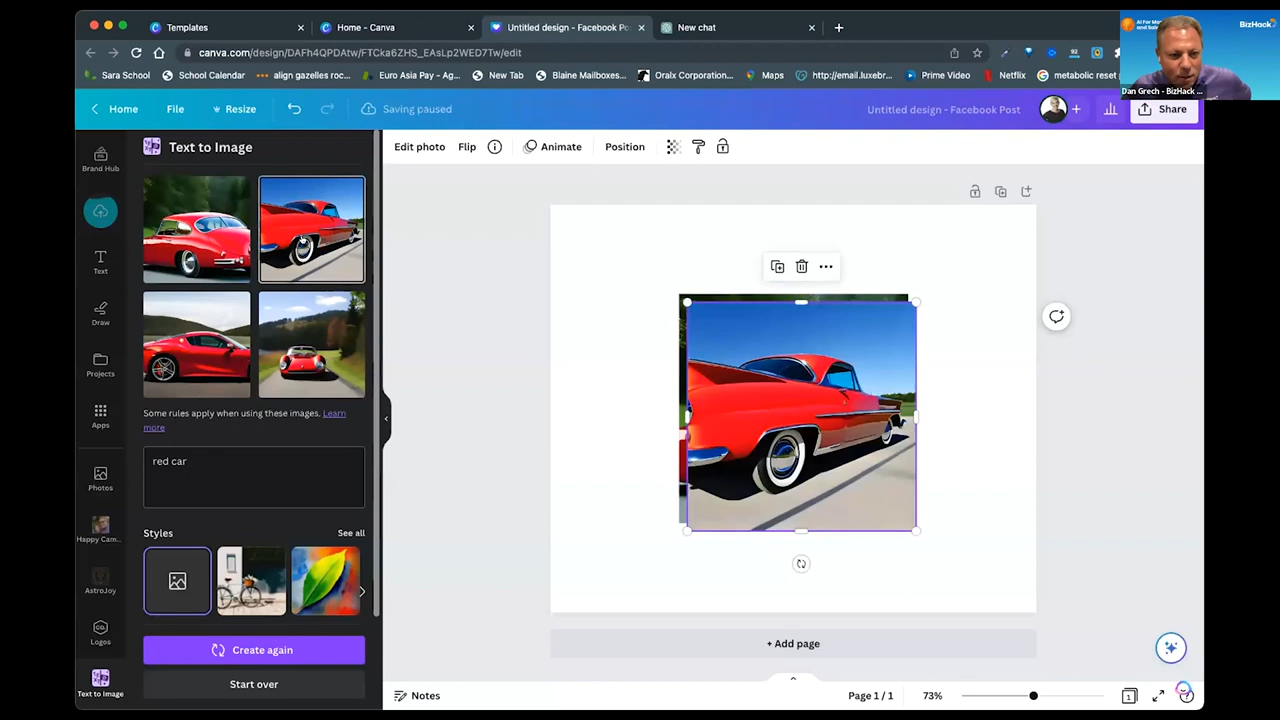 Templates
Home - Canva
Untitled design - Facebook Pos
New chat
canva.com/design/DAFh4QPDAtw/FTCka6ZHS_EAsLp2WED7Tw/edit
92
Sara School
School Calendar
align gazelles roc...
Euro Asia Pay - Ag...
New Tab
Blaine Mailboxes...
Oralx Corporation...
Maps
http://email.luxebr...
Prime Video
Netflix
metabolic reset
AI For
BizHack
Dan Grech - BizHack ...
Home
File
Resize
Saving paused
Untitled design - Facebook Post
Share
Text to Image
Edit photo
Flip
Animate
Position
Brand Hub
Text
Draw
Projects
Apps
Photos
Happy Cam...
AstroJoy
Logos
Text to Image
Some rules apply when using these images. Learn
more
red car
Styles
See all
Create again
Start over
+ Add page
Notes
Page 1 / 1
73%
1